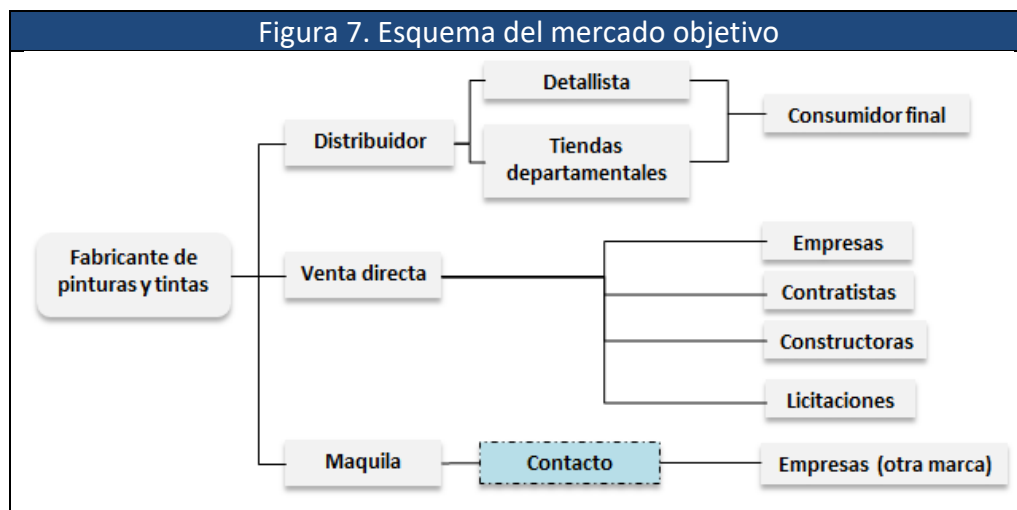 Figura 7. Esquema del mercado objetivo
Detallista
Consumidor final
Distribuidor
Tiendas
departamentales
Fabricante de
pinturas y tintas
Venta directa
Empresas
Contratistas
Constructoras
Licitaciones
Maquila
Contacto
Empresas (otra marca)